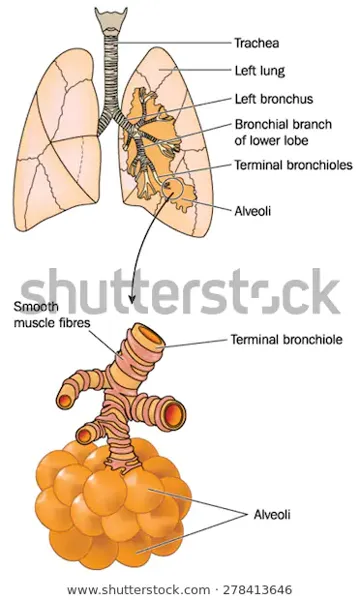 Trachea
Left lung
Left bronchus
Bronchial branch
of lower lobe
Terminal bronchioles
Alveoli
shutterstock
Smooth
muscle fibres
Terminal bronchiole
Alveoli
www.shutterstock.com · 278413646